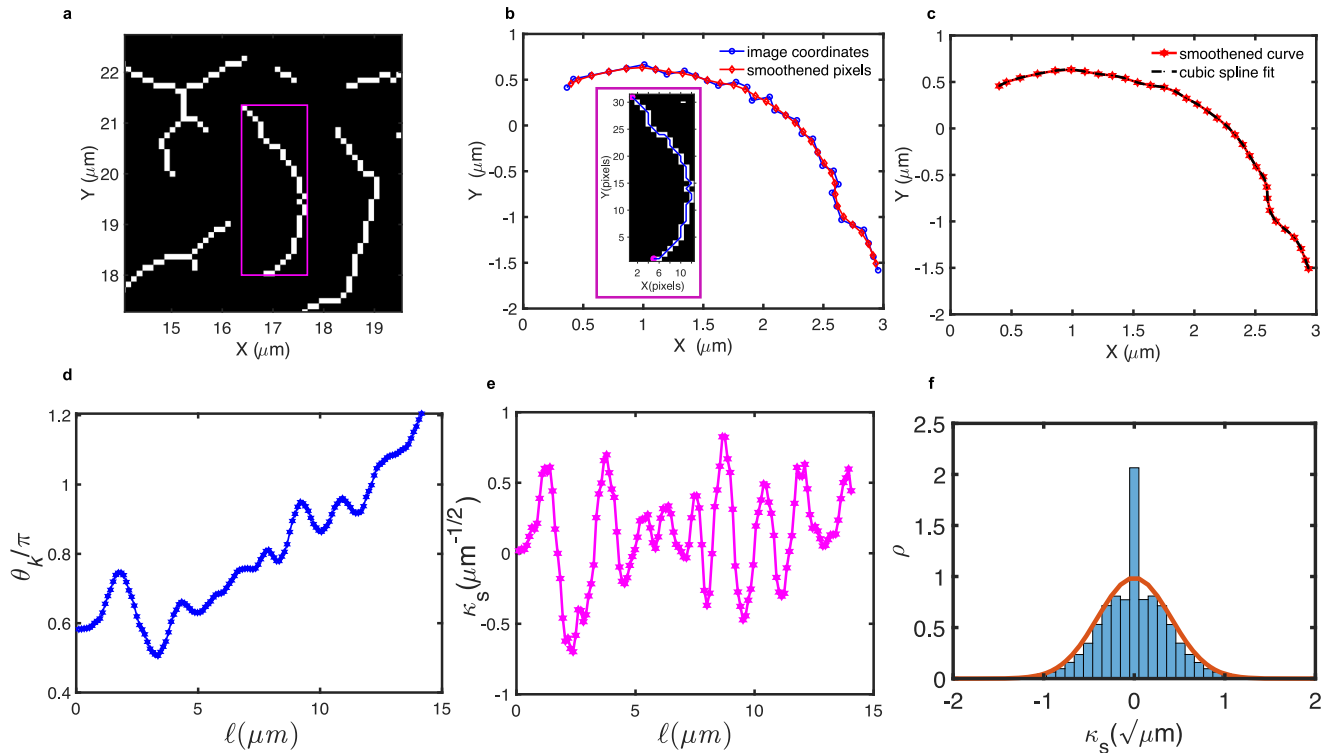 a
22
21
20
19
18
Y (μm)
15 16 17 18 19
X (μm)
b
1
0.5
0
-0.5
-1
-1.5
-2
Y (μm)
0 0.5 1 1.5 2 2.5 3
X (μm)
image coordinates
smoothened pixels
30
25
20
15
10
5
Y(pixels)
2 6 10
X(pixels)
c
1
0.5
0
-0.5
-1
-1.5
-2
Y (μm)
0 0.5 1 1.5 2 2.5 3
X (μm)
smoothened curve
cubic spline fit
d
1.2
1
0.8
0.6
0.4
θk/π
0 5 10 15
ℓ(μm)
e
1
0.5
0
-0.5
-1
κs(μm-1/2)
0 5 10 15
ℓ(μm)
f
2.5
2
1.5
1
0.5
0
ρ
-2 -1 0 1 2
κs(√μm)